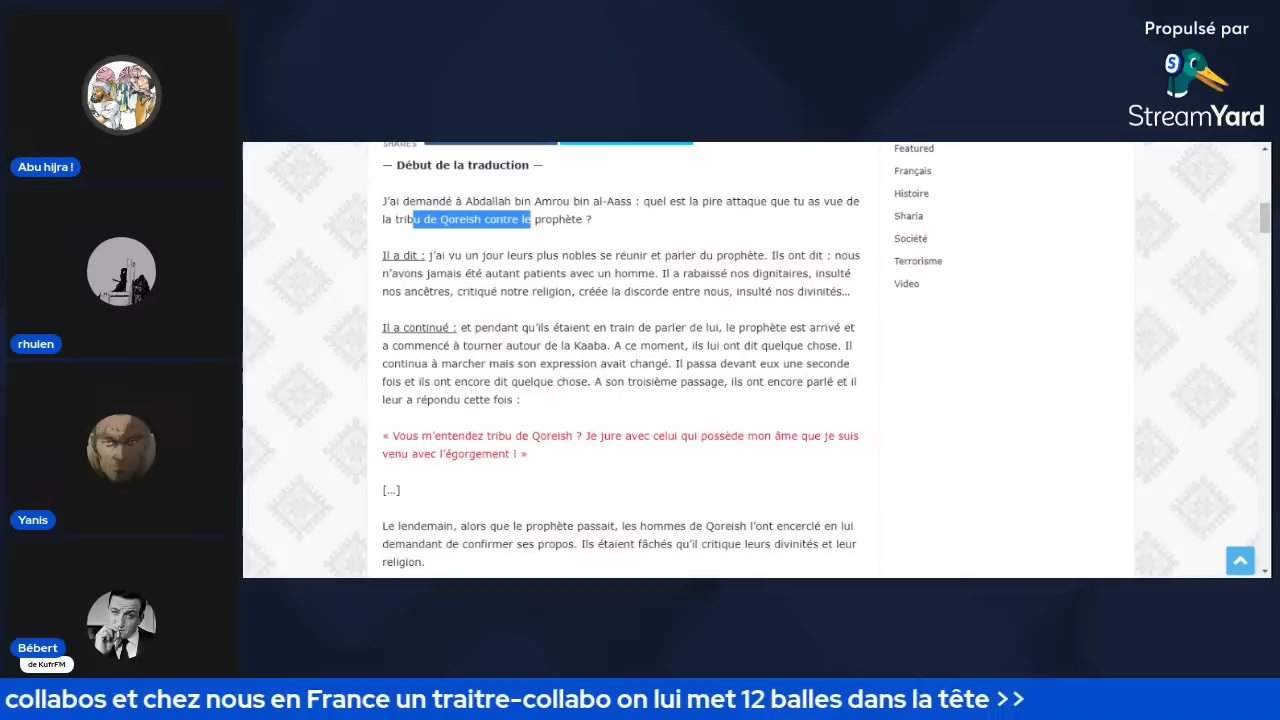 Propulsé par
StreamYard
Abu hijra !
rhuien
Yanis
Bébert
de KufrFM
SHARES
— Début de la traduction —
J'ai demandé à Abdallah bin Amrou bin al-Aass : quel est la pire attaque que tu as vue de
la tribu de Qoreish contre le prophète ?
Il a dit : j'ai vu un jour leurs plus nobles se réunir et parler du prophète. Ils ont dit : nous
n'avons jamais été autant patients avec un homme. Il a rabaissé nos dignitaires, insulté
nos ancêtres, critiqué notre religion, créée la discorde entre nous, insulté nos divinités...
Il a continué : et pendant qu'ils étaient en train de parler de lui, le prophète est arrivé et
a commencé à tourner autour de la Kaaba. A ce moment, ils lui ont dit quelque chose. Il
continua à marcher mais son expression avait changé. Il passa devant eux une seconde
fois et ils ont encore dit quelque chose. A son troisième passage, ils ont encore parlé et il
leur a répondu cette fois :
« Vous m'entendez tribu de Qoreish ? Je jure avec celui qui possède mon âme que je suis
venu avec l'égorgement ! »
[...]
Le lendemain, alors que le prophète passait, les hommes de Qoreish l'ont encerclé en lui
demandant de confirmer ses propos. Ils étaient fâchés qu'il critique leurs divinités et leur
religion.
Featured
Français
Histoire
Sharia
Société
Terrorisme
Video
collabos et chez nous en France un traitre-collabo on lui met 12 balles dans la tête >>